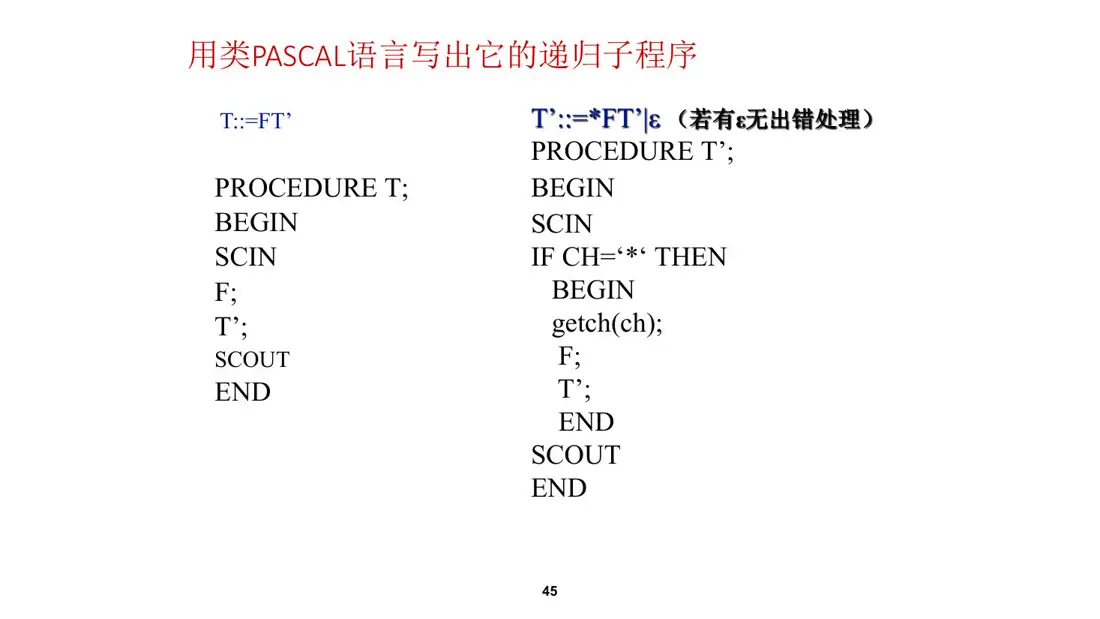 用类PASCAL语言写出它的递归子程序
T::=FT’
PROCEDURE T;
BEGIN
SCIN
F;
T’;
SCOUT
END
T’::=*FT’|ε（若有ε无出错处理）
PROCEDURE T’;
BEGIN
SCIN
IF CH=‘*‘ THEN
BEGIN
getch(ch);
F;
T’;
END
SCOUT
END
45